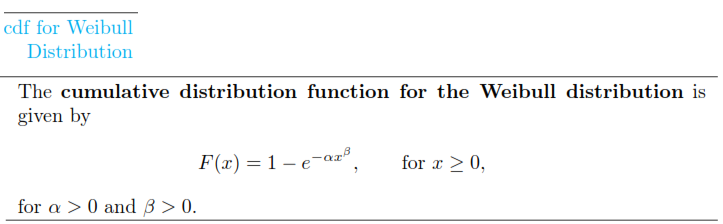 cdf for Weibull
Distribution
The cumulative distribution function for the Weibull distribution is
given by
F(x) = 1 − e^{−αx^β}, for x ≥ 0,
for α > 0 and β > 0.